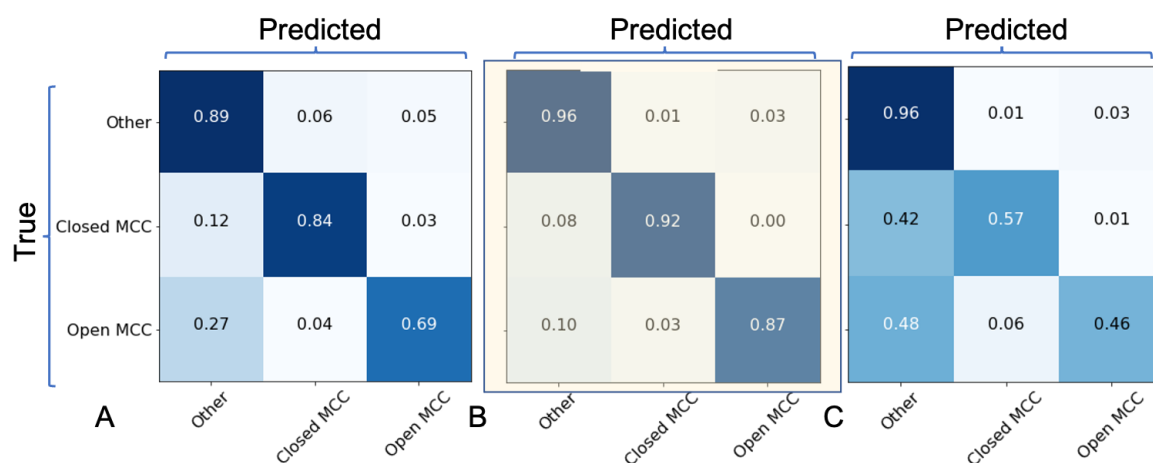 Predicted Predicted Predicted
Other 0.89 0.06 0.05 0.96 0.01 0.03 0.96 0.01 0.03
True Closed MCC 0.12 0.84 0.03 0.08 0.92 0.00 0.42 0.57 0.01
Open MCC 0.27 0.04 0.69 0.10 0.03 0.87 0.48 0.06 0.46
A Other Closed MCC Open MCC B Other Closed MCC Open MCC C Other Closed MCC Open MCC